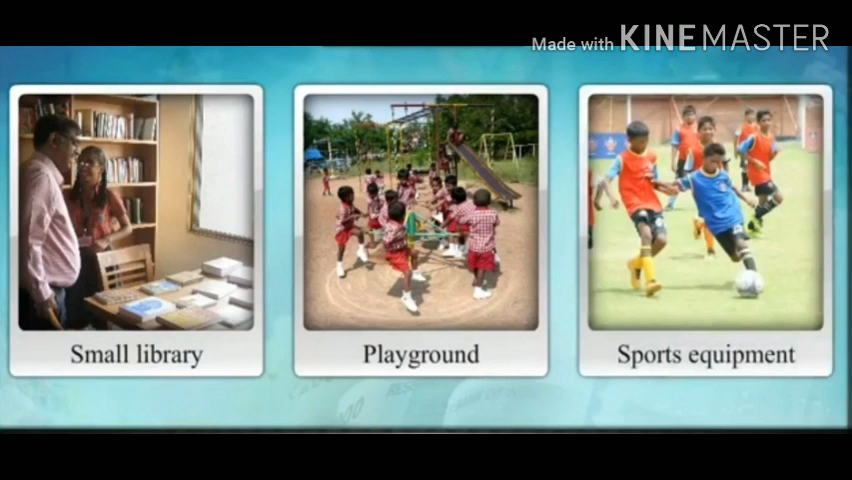 Made with KINEMASTER
Small library
Playground
Sports equipment